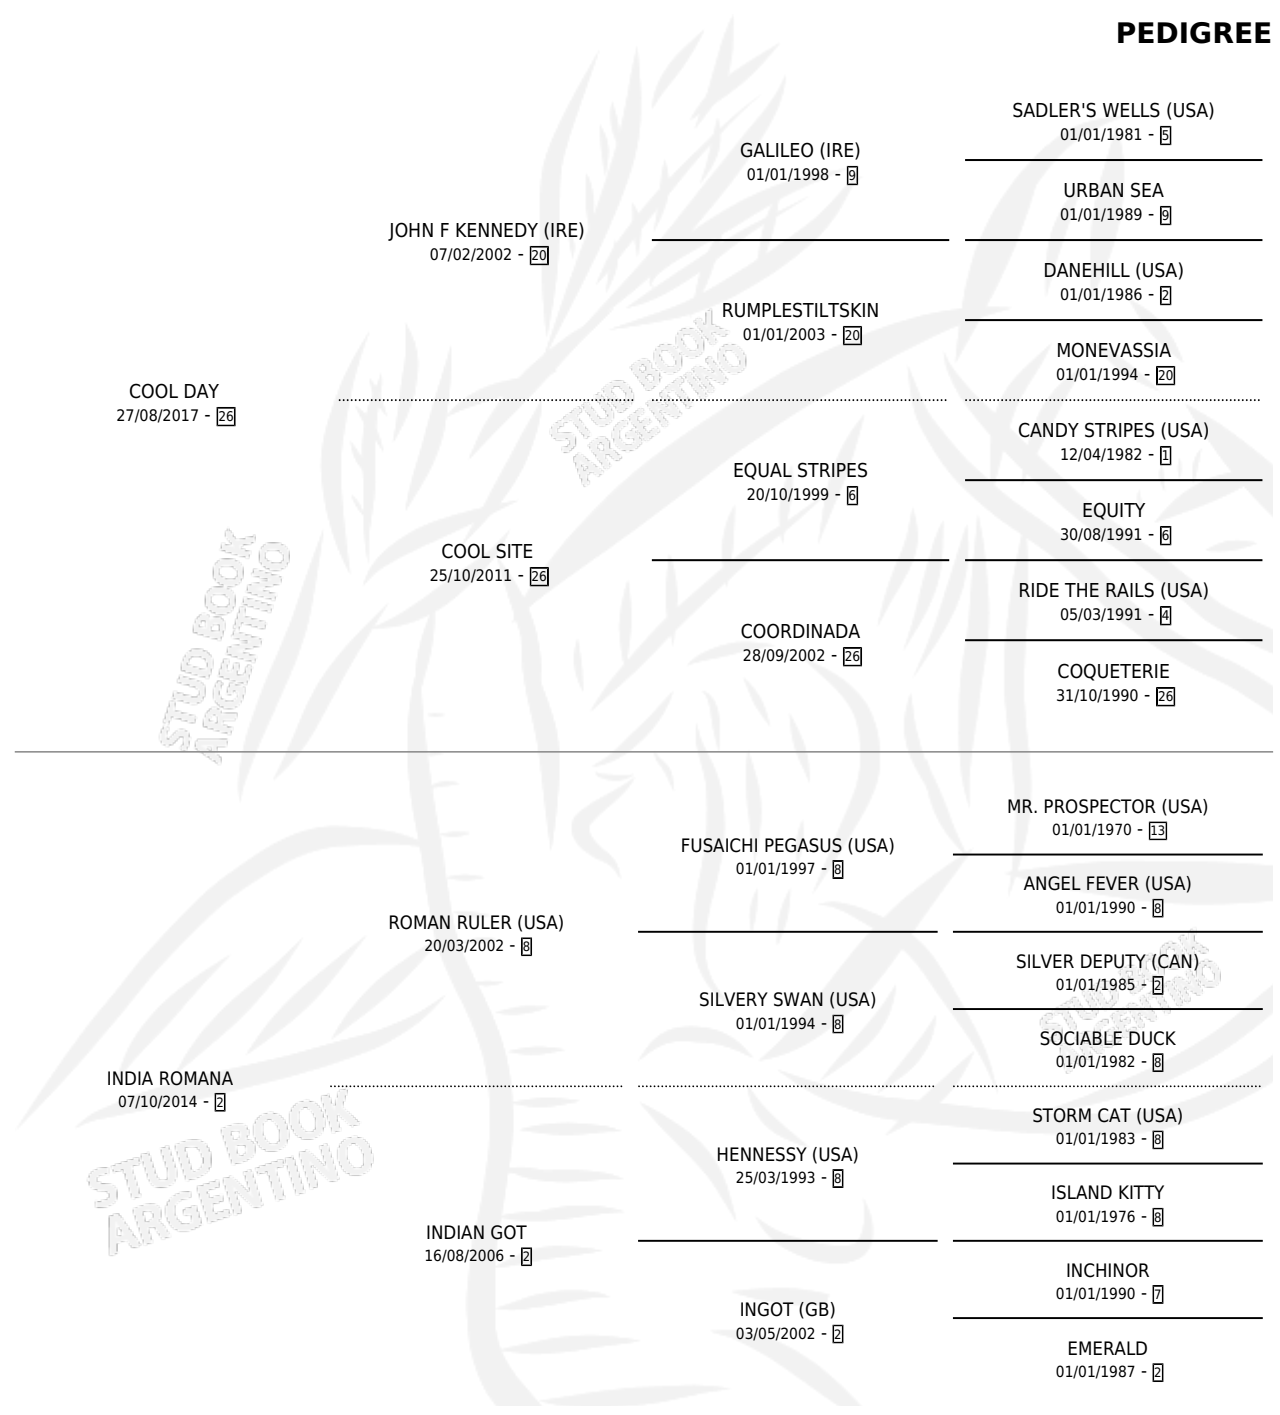 PEDIGREE
SADLER'S WELLS (USA)
01/01/1981 - 5
GALILEO (IRE)
01/01/1998 - 9
URBAN SEA
01/01/1989 - 9
JOHN F KENNEDY (IRE)
07/02/2002 - 20
DANEHILL (USA)
01/01/1986 - 2
RUMPLESTILTSKIN
01/01/2003 - 20
MONEVASSIA
01/01/1994 - 20
COOL DAY
27/08/2017 - 26
CANDY STRIPES (USA)
12/04/1982 - 1
EQUAL STRIPES
20/10/1999 - 6
EQUITY
30/08/1991 - 6
COOL SITE
25/10/2011 - 26
RIDE THE RAILS (USA)
05/03/1991 - 4
COORDINADA
28/09/2002 - 26
COQUETERIE
31/10/1990 - 26
MR. PROSPECTOR (USA)
01/01/1970 - 13
FUSAICHI PEGASUS (USA)
01/01/1997 - 8
ANGEL FEVER (USA)
01/01/1990 - 8
ROMAN RULER (USA)
20/03/2002 - 8
SILVER DEPUTY (CAN)
01/01/1985 - 2
SILVERY SWAN (USA)
01/01/1994 - 8
SOCIABLE DUCK
01/01/1982 - 8
INDIA ROMANA
07/10/2014 - 2
STORM CAT (USA)
01/01/1983 - 8
HENNESSY (USA)
25/03/1993 - 8
ISLAND KITTY
01/01/1976 - 8
INDIAN GOT
16/08/2006 - 2
INCHINOR
01/01/1990 - 7
INGOT (GB)
03/05/2002 - 2
EMERALD
01/01/1987 - 2
STUD BOOK
ARGENTINO
STUD BOOK
ARGENTINO
STUD BOOK
ARGENTINO
STUD BOOK
ARGENTINO